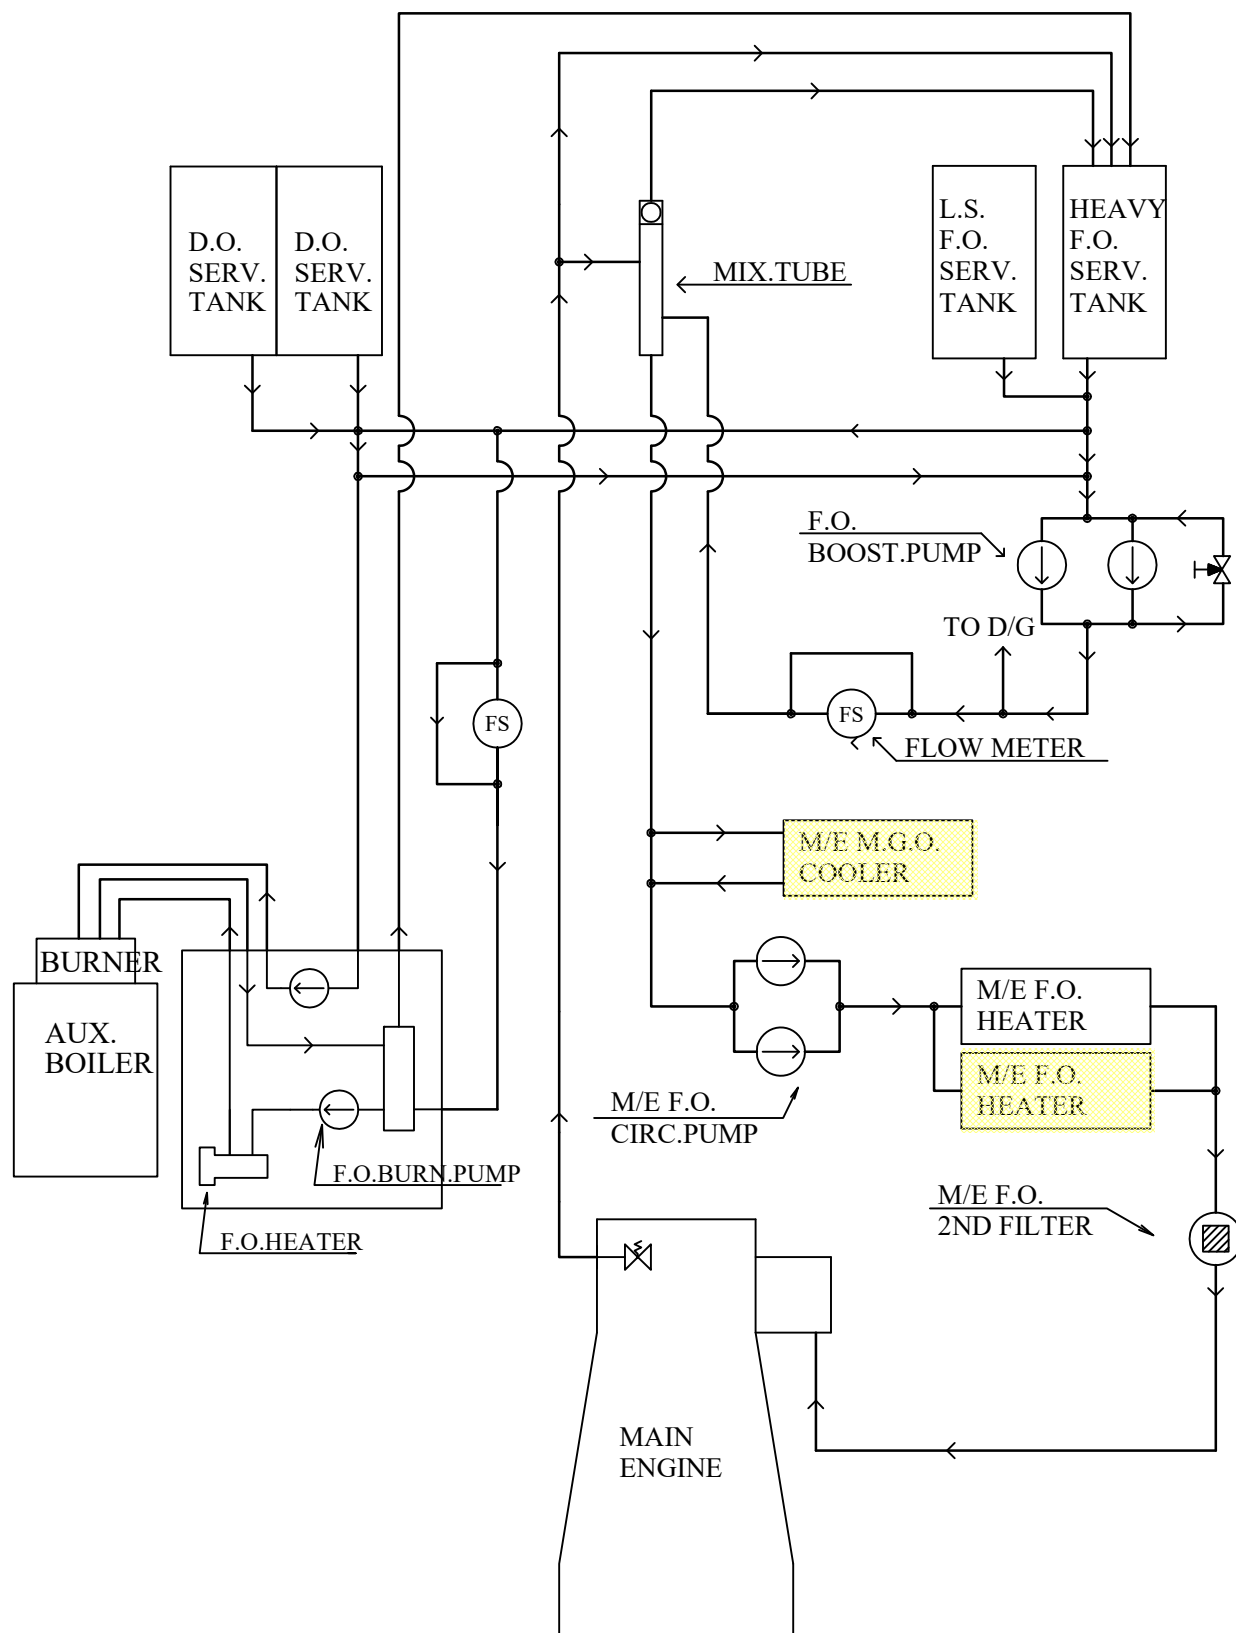 D.O.
SERV.
TANK
D.O.
SERV.
TANK
L.S.
F.O.
SERV.
TANK
HEAVY
F.O.
SERV.
TANK
MIX.TUBE
F.O.
BOOST.PUMP
TO D/G
FS
FS
FLOW METER
M/E M.G.O.
COOLER
BURNER
AUX.
BOILER
M/E F.O.
HEATER
M/E F.O.
HEATER
M/E F.O.
CIRC.PUMP
F.O.BURN.PUMP
F.O.HEATER
M/E F.O.
2ND FILTER
MAIN
ENGINE